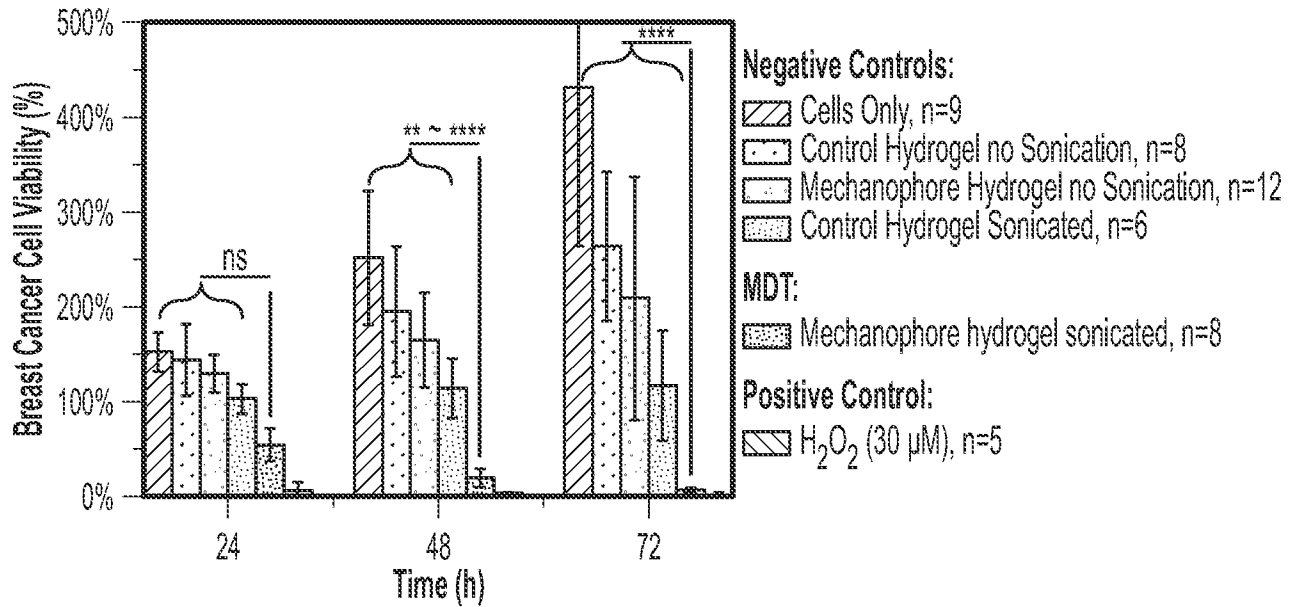 500%
400%
300%
200%
100%
0%
Breast Cancer Cell Viability (%)
ns
** ~ ****
****
24
48
72
Time (h)
Negative Controls:
Cells Only, n=9
Control Hydrogel no Sonication, n=8
Mechanophore Hydrogel no Sonication, n=12
Control Hydrogel Sonicated, n=6
MDT:
Mechanophore hydrogel sonicated, n=8
Positive Control:
H₂O₂ (30 µM), n=5